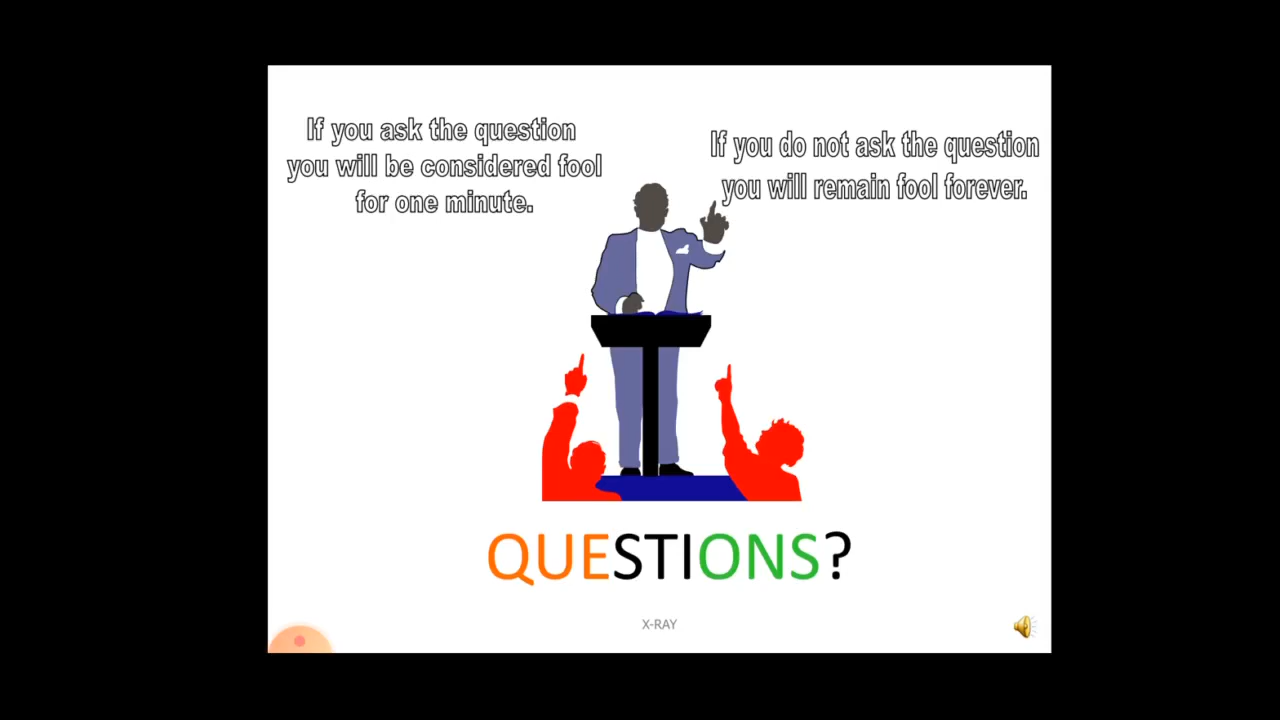 If you ask the question
you will be considered fool
for one minute.
If you do not ask the question
you will remain fool forever.
QUESTIONS?
X-RAY